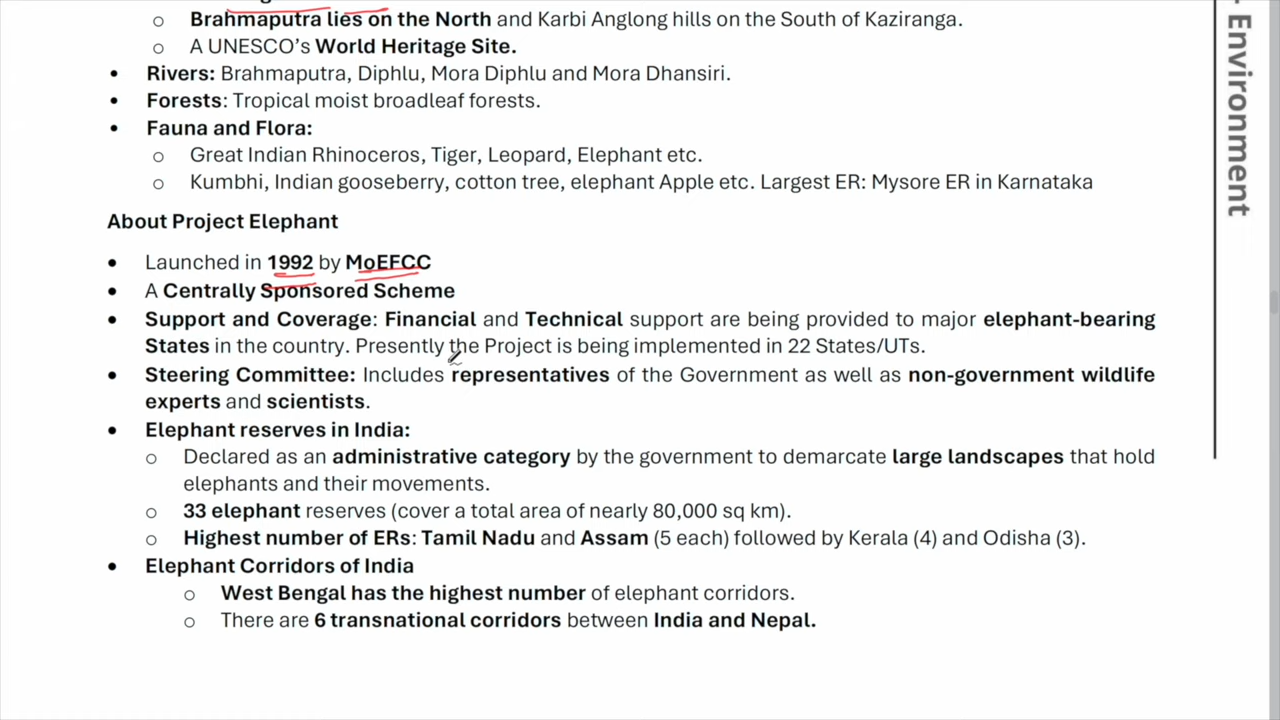 Brahmaputra lies on the North and Karbi Anglong hills on the South of Kaziranga.
A UNESCO's World Heritage Site.
Rivers: Brahmaputra, Diphlu, Mora Diphlu and Mora Dhansiri.
Forests: Tropical moist broadleaf forests.
Fauna and Flora:
Great Indian Rhinoceros, Tiger, Leopard, Elephant etc.
Kumbhi, Indian gooseberry, cotton tree, elephant Apple etc. Largest ER: Mysore ER in Karnataka
About Project Elephant
Launched in 1992 by MoEFCC
A Centrally Sponsored Scheme
Support and Coverage: Financial and Technical support are being provided to major elephant-bearing
States in the country. Presently the Project is being implemented in 22 States/UTs.
Steering Committee: Includes representatives of the Government as well as non-government wildlife
experts and scientists.
Elephant reserves in India:
Declared as an administrative category by the government to demarcate large landscapes that hold
elephants and their movements.
33 elephant reserves (cover a total area of nearly 80,000 sq km).
Highest number of ERs: Tamil Nadu and Assam (5 each) followed by Kerala (4) and Odisha (3).
Elephant Corridors of India
West Bengal has the highest number of elephant corridors.
There are 6 transnational corridors between India and Nepal.
- Environment